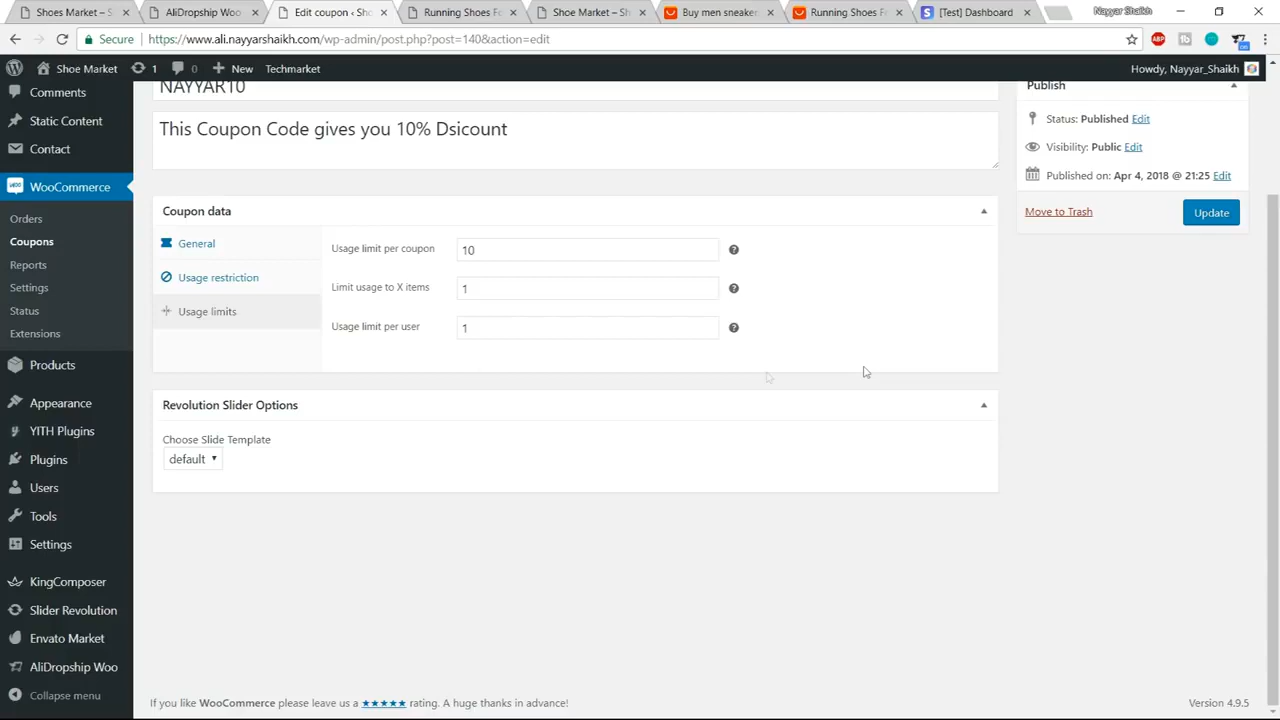 Shoes Market – S
AliDropship Woo
Edit coupon ‹ Sho
Running Shoes Fo
Shoe Market – Sh
Buy men sneake
Running Shoes Fr
[Test] Dashboard
Nayyar Shaikh
Secure
https://www.ali.nayyarshaikh.com/wp-admin/post.php?post=140&action=edit
ABP
Shoe Market
1
0
New
Techmarket
Howdy, Nayyar_Shaikh
Comments
Static Content
Contact
WooCommerce
Orders
Coupons
Reports
Settings
Status
Extensions
Products
Appearance
YITH Plugins
Plugins
Users
Tools
Settings
KingComposer
Slider Revolution
Envato Market
AliDropship Woo
Collapse menu
NAYYAR10
This Coupon Code gives you 10% Dsicount
Coupon data
General
Usage restriction
Usage limits
Usage limit per coupon
10
Limit usage to X items
1
Usage limit per user
1
Revolution Slider Options
Choose Slide Template
default
Publish
Status: Published Edit
Visibility: Public Edit
Published on: Apr 4, 2018 @ 21:25 Edit
Move to Trash
Update
If you like WooCommerce please leave us a ★★★★★ rating. A huge thanks in advance!
Version 4.9.5